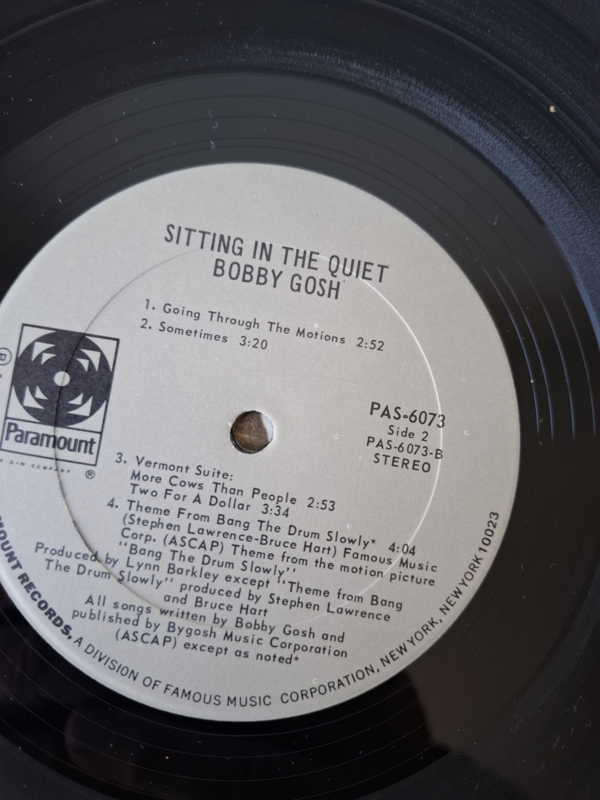 SITTING IN THE QUIET
BOBBY GOSH
1. Going Through The Motions 2:52
2. Sometimes 3:20
PAS-6073
Side 2
PAS-6073-B
STEREO
Ⓟ
Paramount
®
3. Vermont Suite:
More Cows Than People 2:53
Two For A Dollar 3:34
4. Theme From Bang The Drum Slowly* 4:04
(Stephen Lawrence-Bruce Hart) Famous Music
Corp. (ASCAP) Theme from the motion picture
"Bang The Drum Slowly"
Produced by Lynn Barkley except "Theme from Bang
The Drum Slowly" produced by Stephen Lawrence
and Bruce Hart
All songs written by Bobby Gosh and
published by Bygosh Music Corporation
(ASCAP) except as noted*
MOUNT RECORDS, A DIVISION OF FAMOUS MUSIC CORPORATION, NEW YORK, NEW YORK 10023